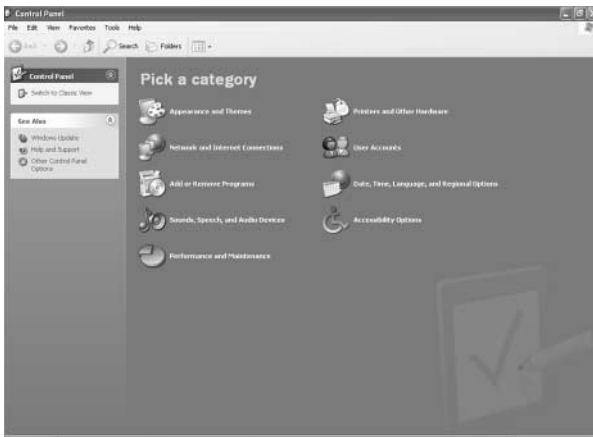 Control Panel
File Edit View Favorites Tools Help
Back Search Folders
Control Panel
Switch to Classic View
See Also
Windows Update
Help and Support
Other Control Panel
Options
Pick a category
Appearance and Themes
Printers and Other Hardware
Network and Internet Connections
User Accounts
Add or Remove Programs
Date, Time, Language, and Regional Options
Sounds, Speech, and Audio Devices
Accessibility Options
Performance and Maintenance